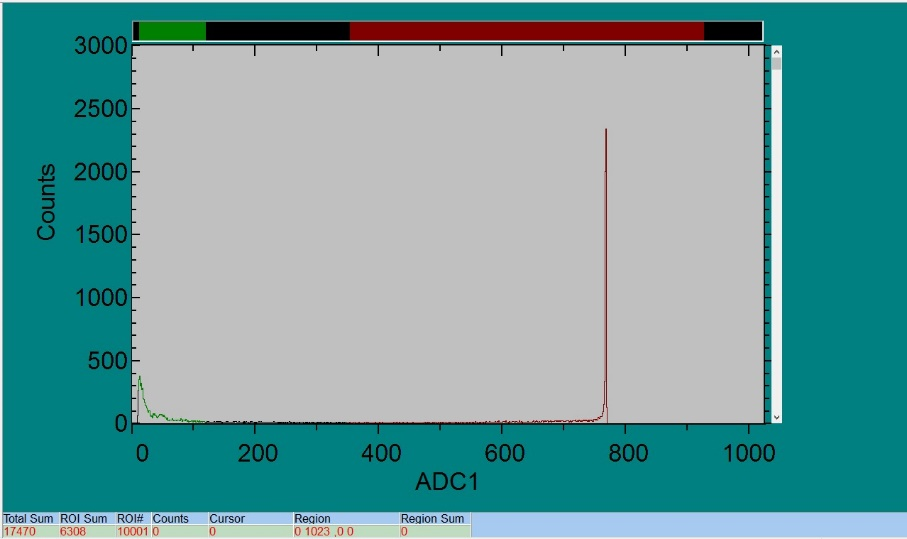 3000
2500
2000
1500
1000
500
0
Counts
0 200 400 600 800 1000
ADC1
Total Sum ROI Sum ROI# Counts Cursor Region Region Sum
17470 6308 10001 0 0 0 1023 ,0 0 0